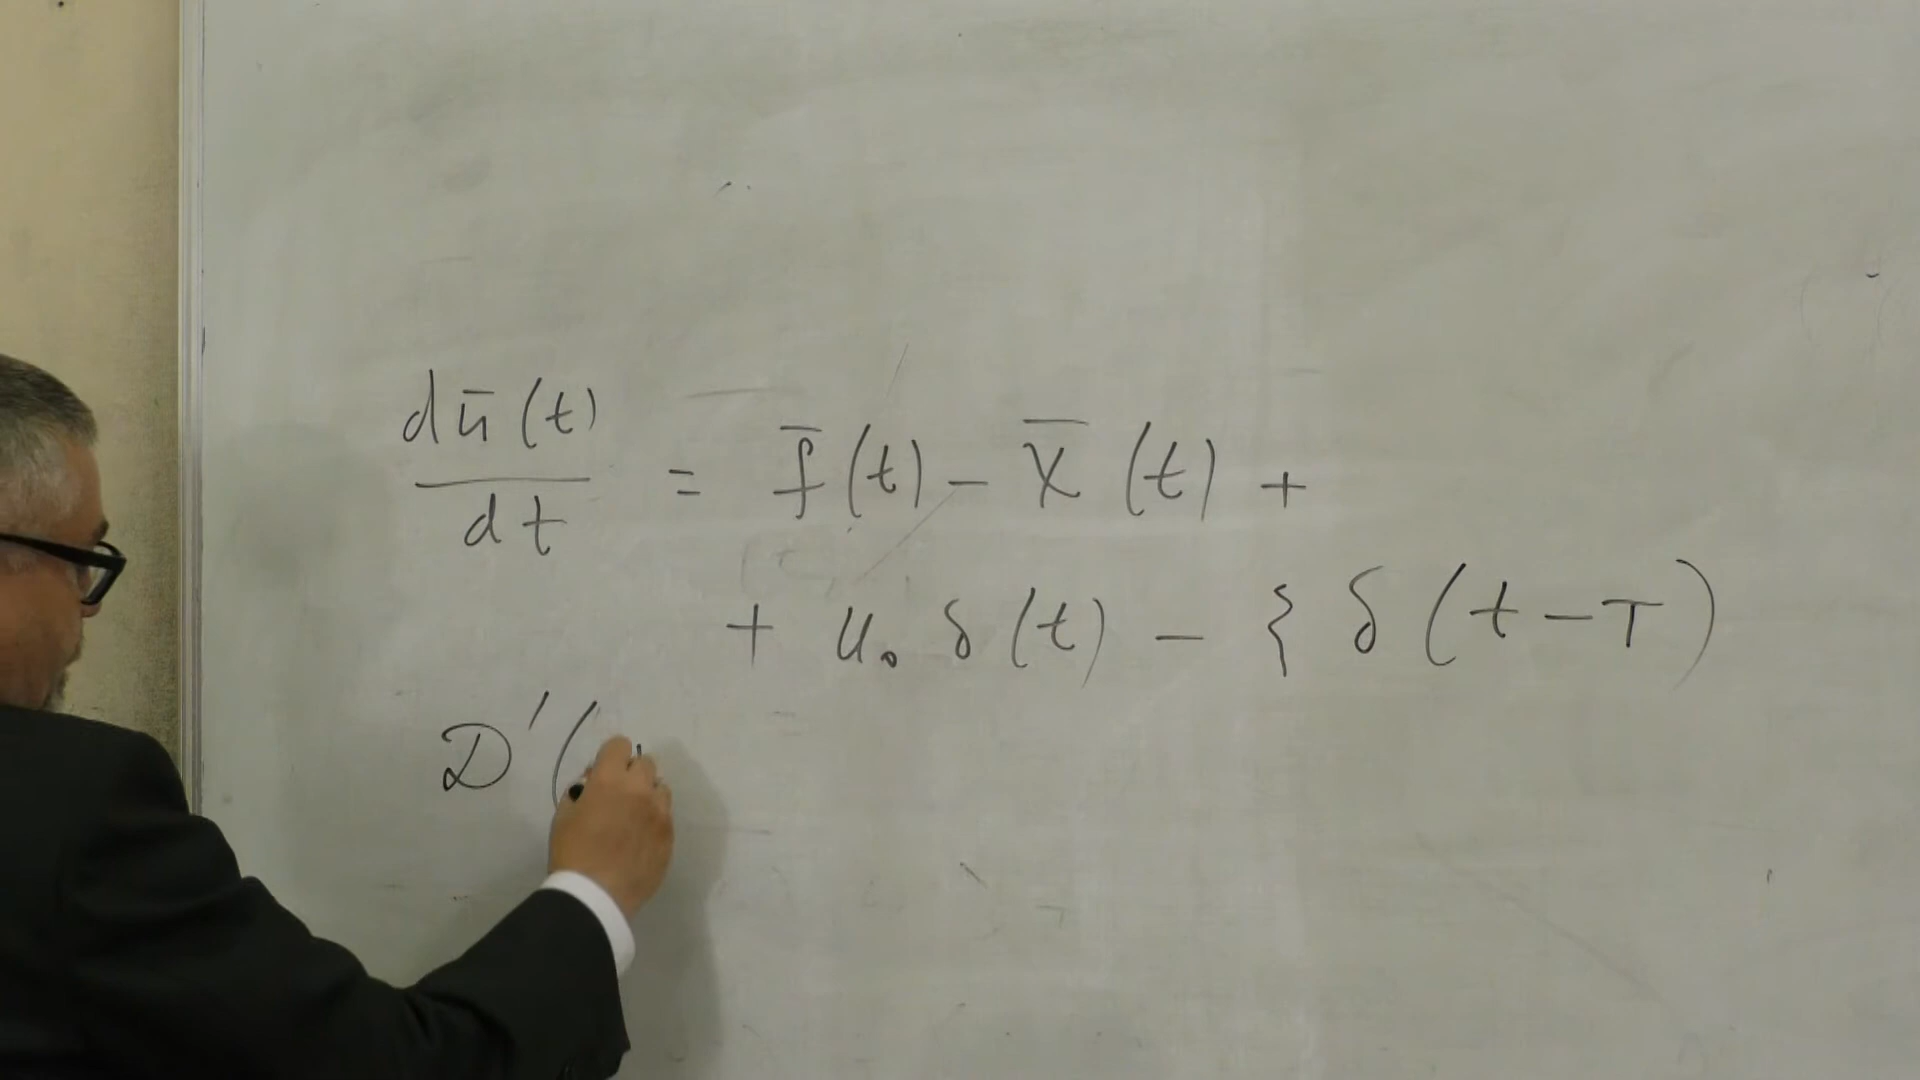 dū(t)/dt = f̄(t) - χ̄(t) +
+ u₀ δ(t) - ξ δ(t-T)
D'(